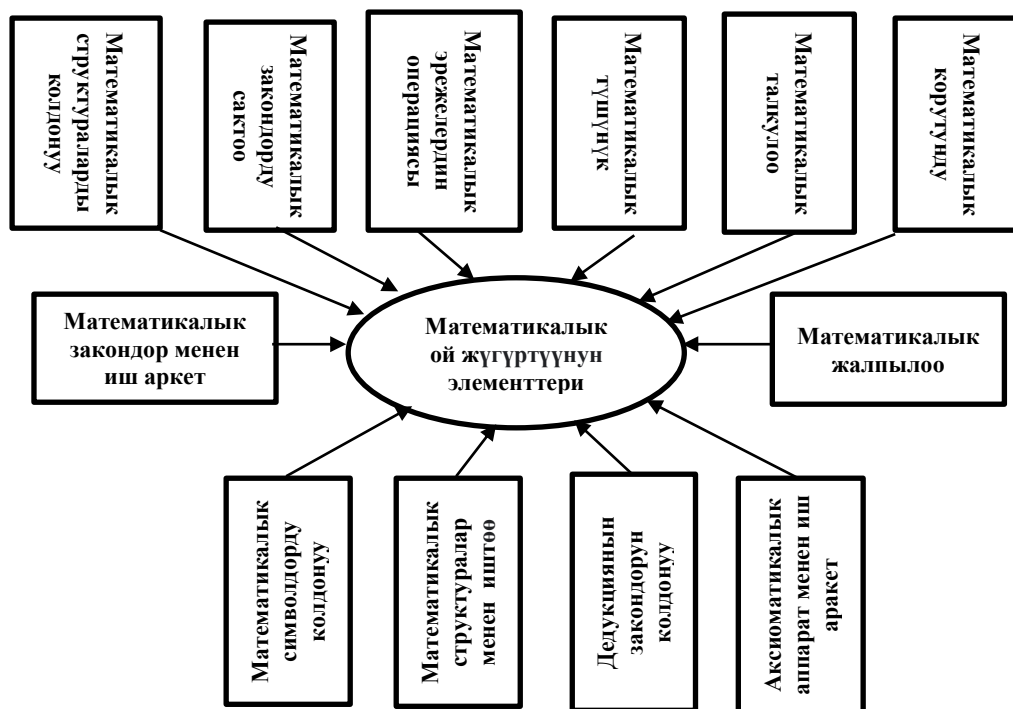 Математикалык
структураларды
колдонуу
Математикалык
закондорду
сактоо
Математикалык
эрежелердин
операциясы
Математикалык
түшүнүк
Математикалык
талкулоо
Математикалык
корутунду
Математикалык
закондор менен
иш аркет
Математикалык
ой жүгүртүүнун
элементтери
Математикалык
жалпылоо
Математикалык
символдорду
колдонуу
Математикалык
структуралар
менен иштөө
Дедукциянын
закондорун
колдонуу
Аксиоматикалык
аппарат менен иш
аракет